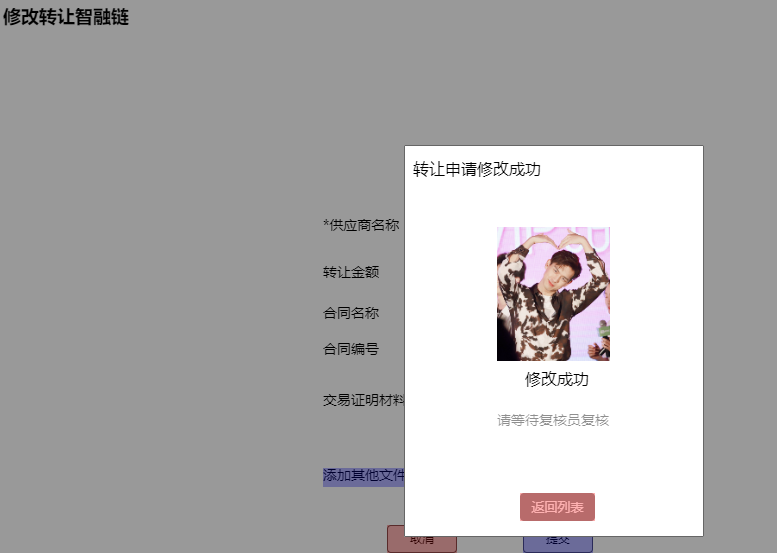 修改转让智融链
转让申请修改成功
*供应商名称
转让金额
合同名称
合同编号
修改成功
交易证明材料
请等待复核员复核
添加其他文件
返回列表
取消
提交